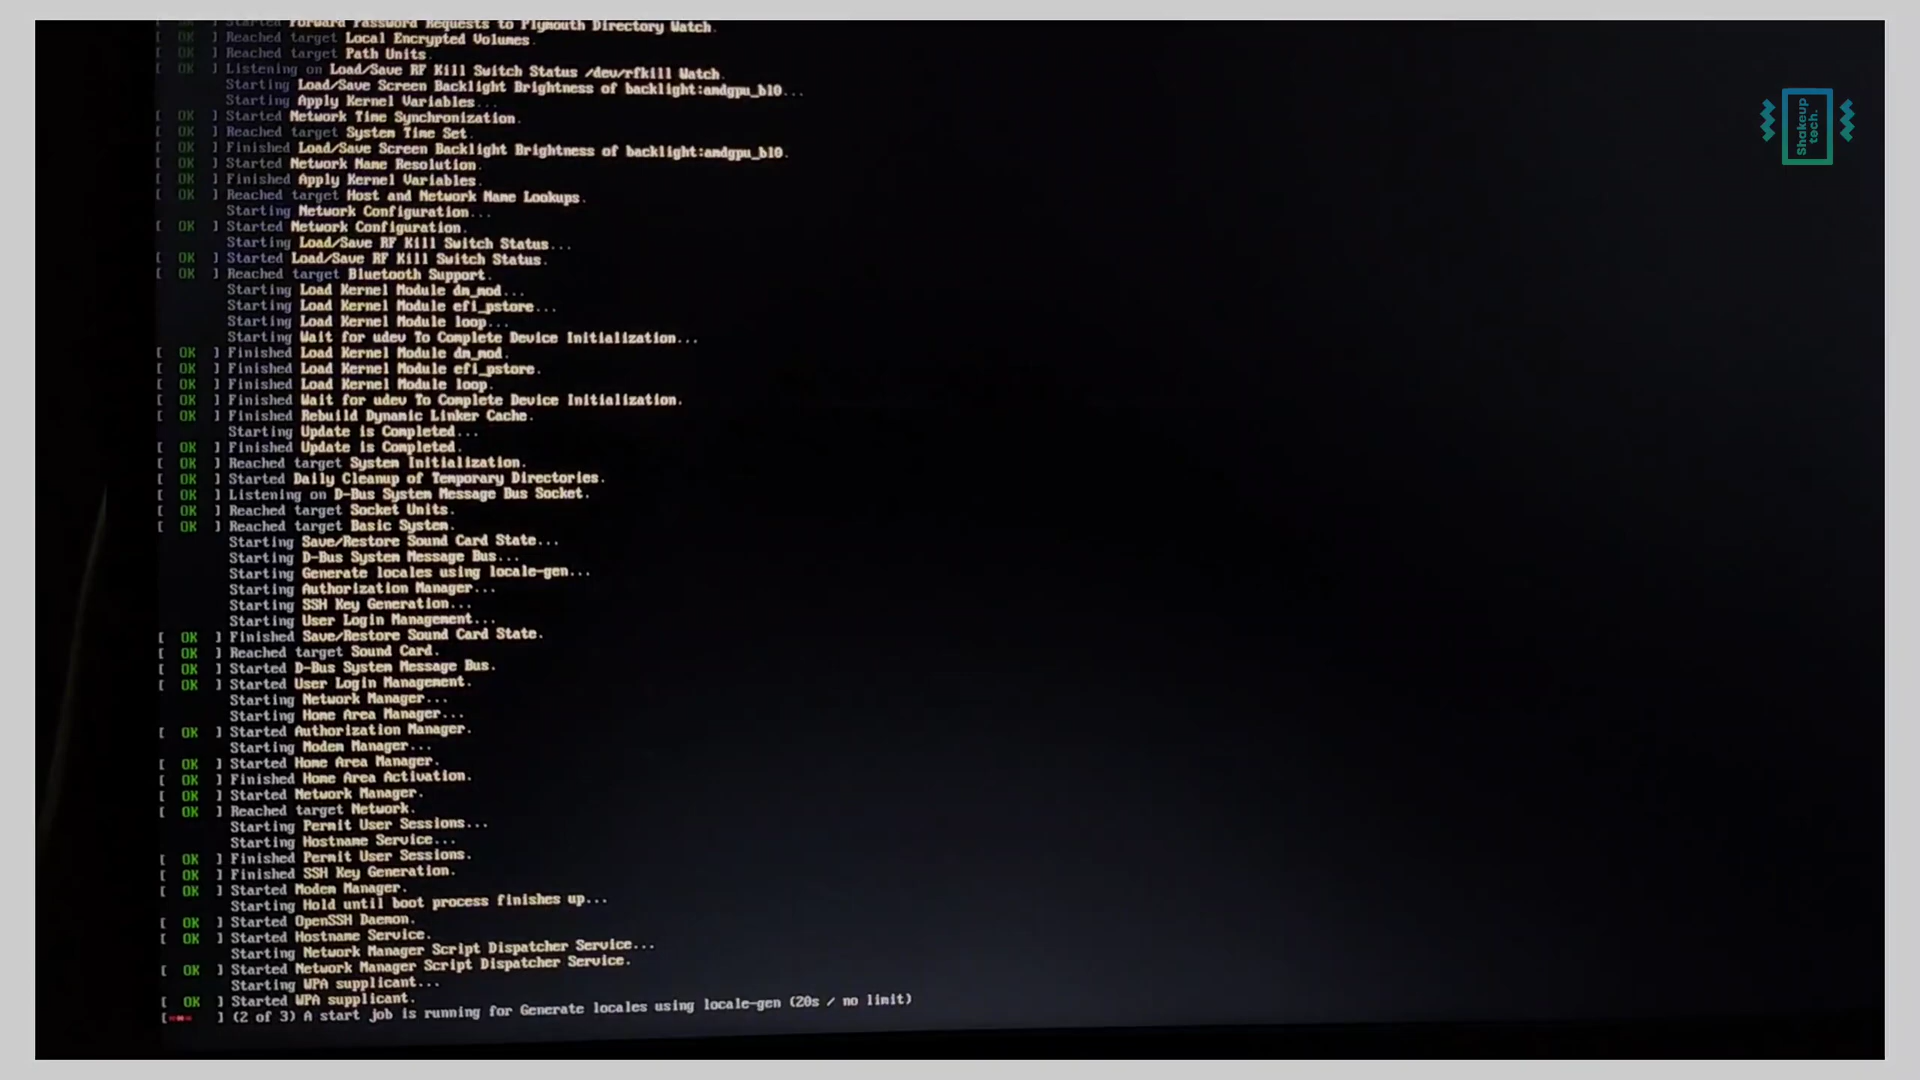 [ OK ] Started Forward Password Requests to Plymouth Directory Watch.
[ OK ] Reached target Local Encrypted Volumes.
[ OK ] Reached target Path Units.
[ OK ] Listening on Load/Save RF Kill Switch Status /dev/rfkill Watch.
Starting Load/Save Screen Backlight Brightness of backlight:amdgpu_bl0...
Starting Apply Kernel Variables...
[ OK ] Started Network Time Synchronization.
[ OK ] Reached target System Time Set.
[ OK ] Finished Load/Save Screen Backlight Brightness of backlight:amdgpu_bl0.
[ OK ] Started Network Name Resolution.
[ OK ] Finished Apply Kernel Variables.
[ OK ] Reached target Host and Network Name Lookups.
Starting Network Configuration...
[ OK ] Started Network Configuration.
Starting Load/Save RF Kill Switch Status...
[ OK ] Started Load/Save RF Kill Switch Status.
[ OK ] Reached target Bluetooth Support.
Starting Load Kernel Module dm_mod...
Starting Load Kernel Module efi_pstore...
Starting Load Kernel Module loop...
Starting Wait for udev To Complete Device Initialization...
[ OK ] Finished Load Kernel Module dm_mod.
[ OK ] Finished Load Kernel Module efi_pstore.
[ OK ] Finished Load Kernel Module loop.
[ OK ] Finished Wait for udev To Complete Device Initialization.
[ OK ] Finished Rebuild Dynamic Linker Cache.
Starting Update is Completed...
[ OK ] Finished Update is Completed.
[ OK ] Reached target System Initialization.
[ OK ] Started Daily Cleanup of Temporary Directories.
[ OK ] Listening on D-Bus System Message Bus Socket.
[ OK ] Reached target Socket Units.
[ OK ] Reached target Basic System.
Starting Save/Restore Sound Card State...
Starting D-Bus System Message Bus...
Starting Generate locales using locale-gen...
Starting Authorization Manager...
Starting SSH Key Generation...
Starting User Login Management...
[ OK ] Finished Save/Restore Sound Card State.
[ OK ] Reached target Sound Card.
[ OK ] Started D-Bus System Message Bus.
[ OK ] Started User Login Management.
Starting Network Manager...
Starting Home Area Manager...
[ OK ] Started Authorization Manager.
Starting Modem Manager...
[ OK ] Started Home Area Manager.
[ OK ] Finished Home Area Activation.
[ OK ] Started Network Manager.
[ OK ] Reached target Network.
Starting Permit User Sessions...
Starting Hostname Service...
[ OK ] Finished Permit User Sessions.
[ OK ] Finished SSH Key Generation.
[ OK ] Started Modem Manager.
Starting Hold until boot process finishes up...
[ OK ] Started OpenSSH Daemon.
[ OK ] Started Hostname Service.
Starting Network Manager Script Dispatcher Service...
[ OK ] Started Network Manager Script Dispatcher Service.
Starting WPA supplicant...
[ OK ] Started WPA supplicant.
[*** ] (2 of 3) A start job is running for Generate locales using locale-gen (20s / no limit)
Shakeup
tech.